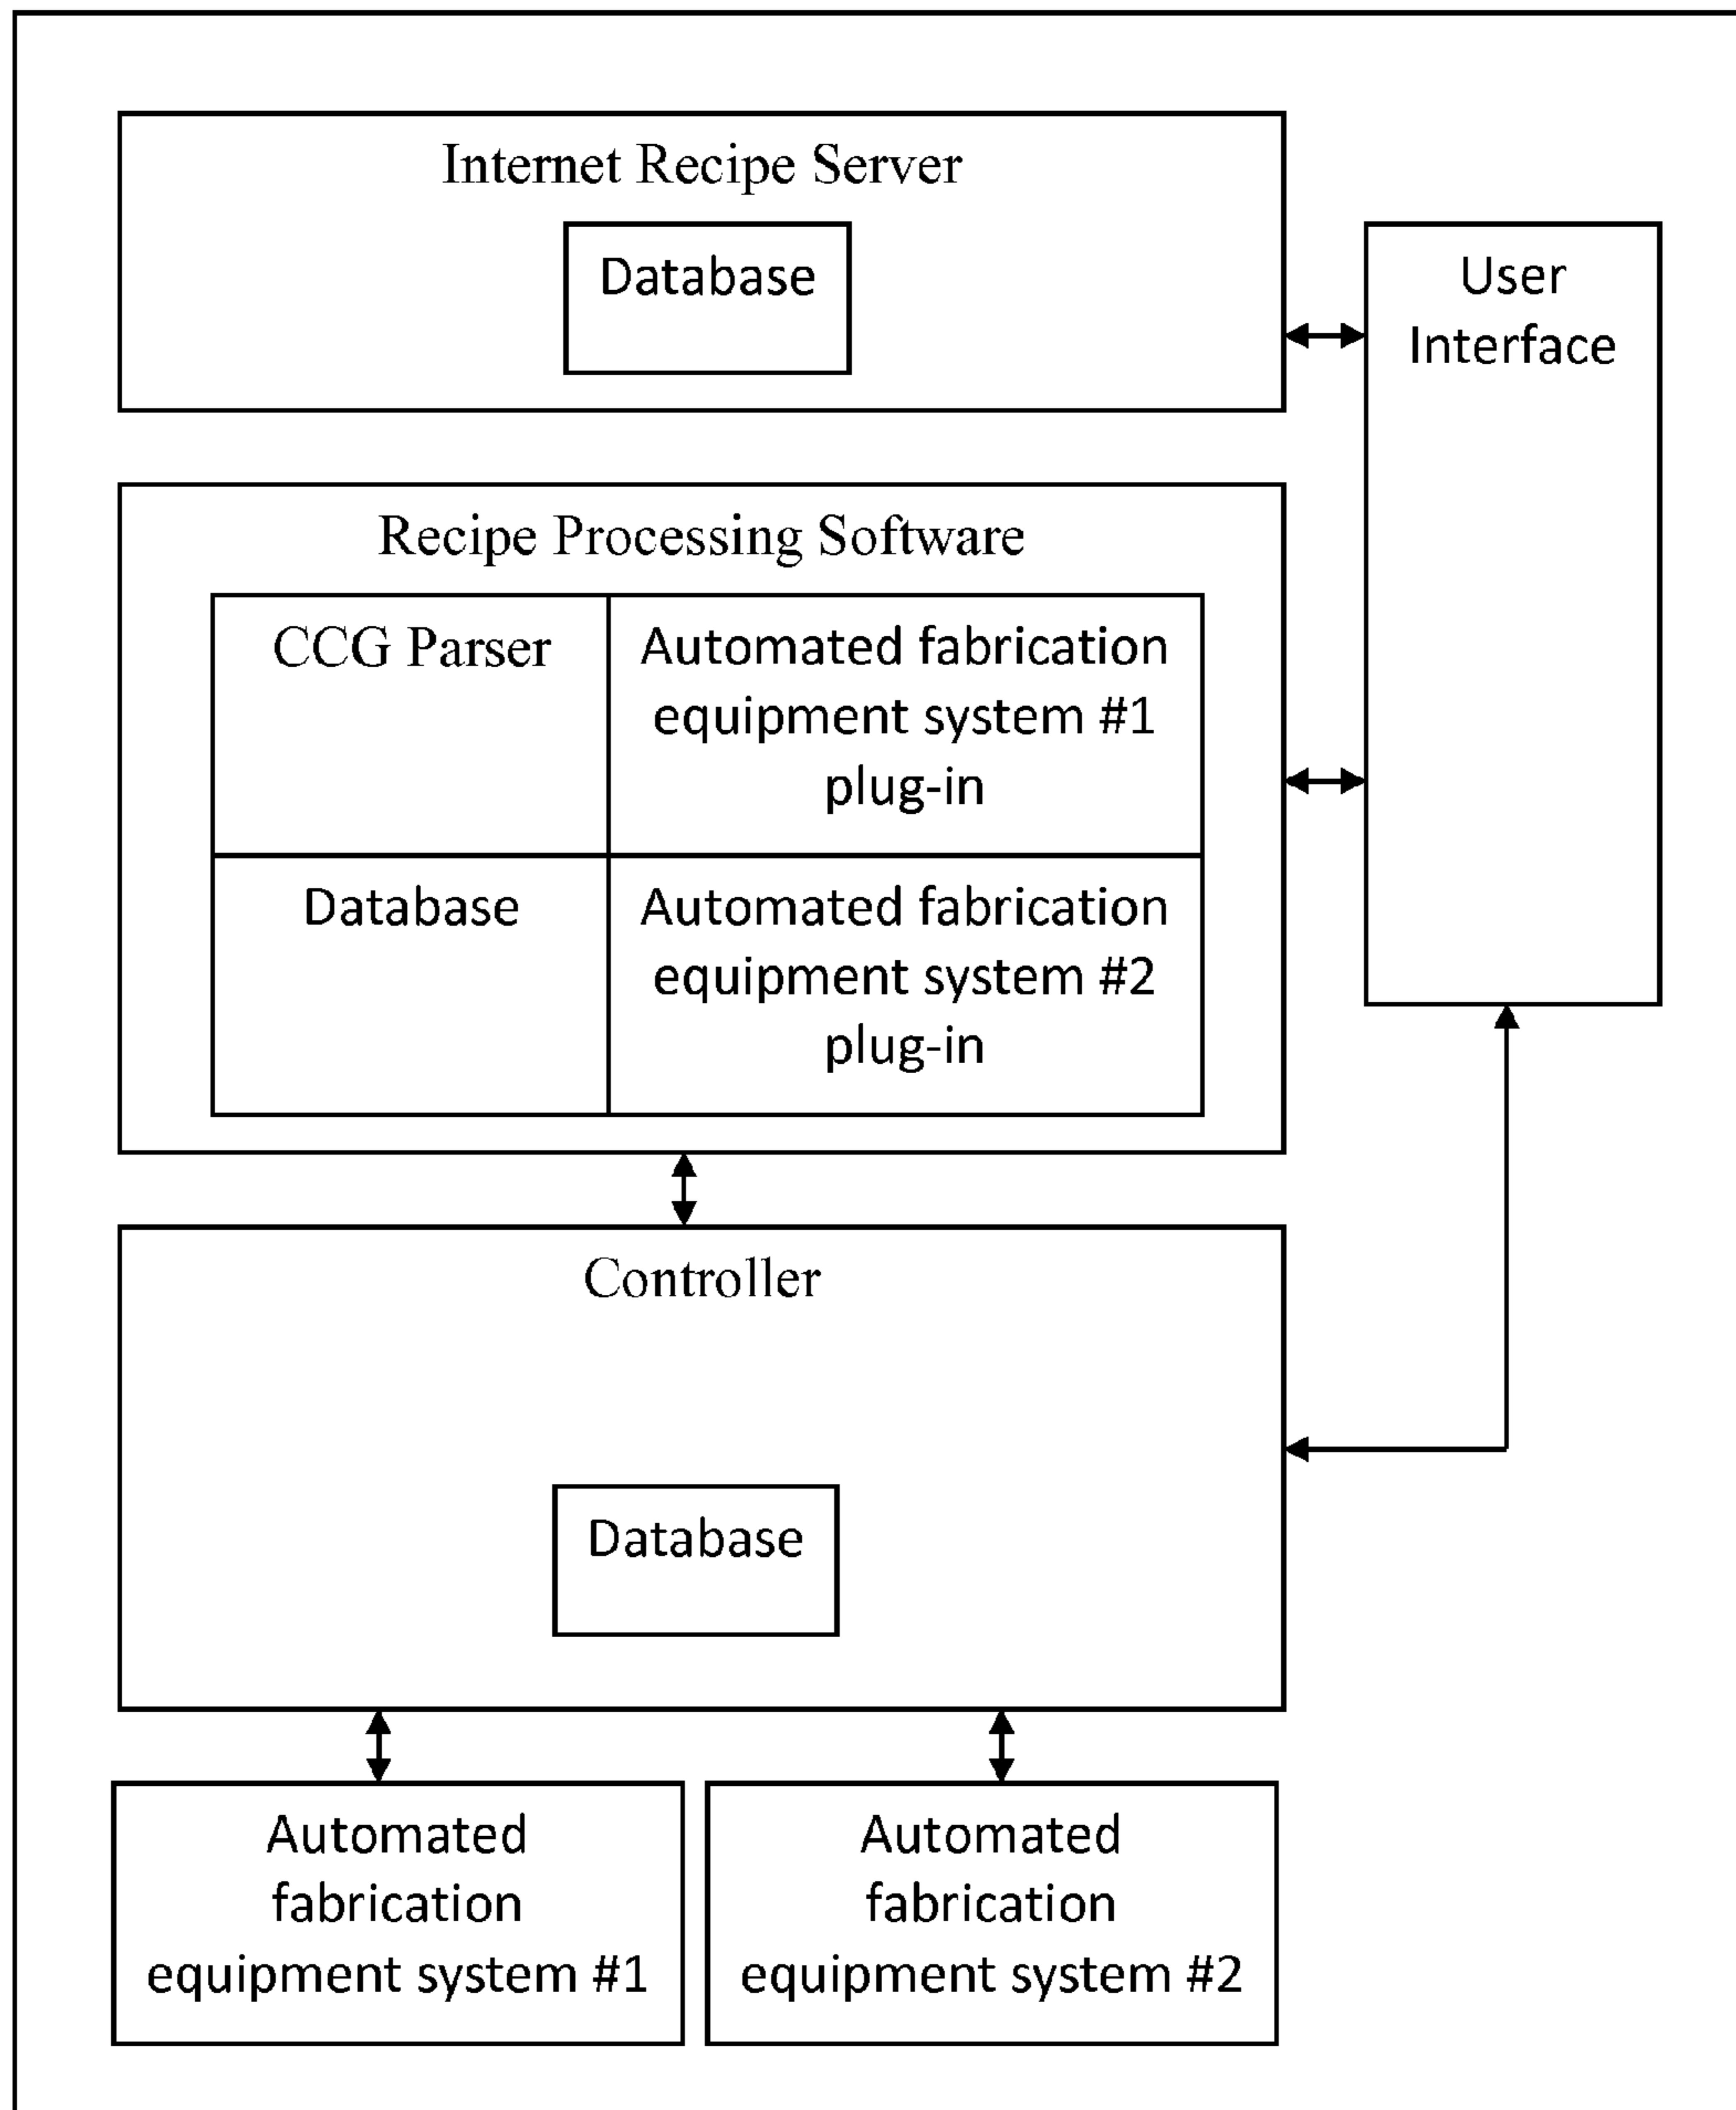 Internet Recipe Server
Database
User
Interface
Recipe Processing Software
CCG Parser
Automated fabrication
equipment system #1
plug-in
Database
Automated fabrication
equipment system #2
plug-in
Controller
Database
Automated
fabrication
equipment system #1
Automated
fabrication
equipment system #2